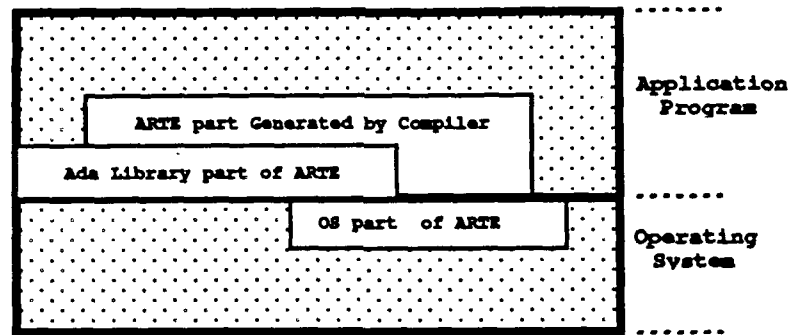 Application
Program
ARTE part Generated by Compiler
Ada Library part of ARTE
OS part of ARTE
Operating
System